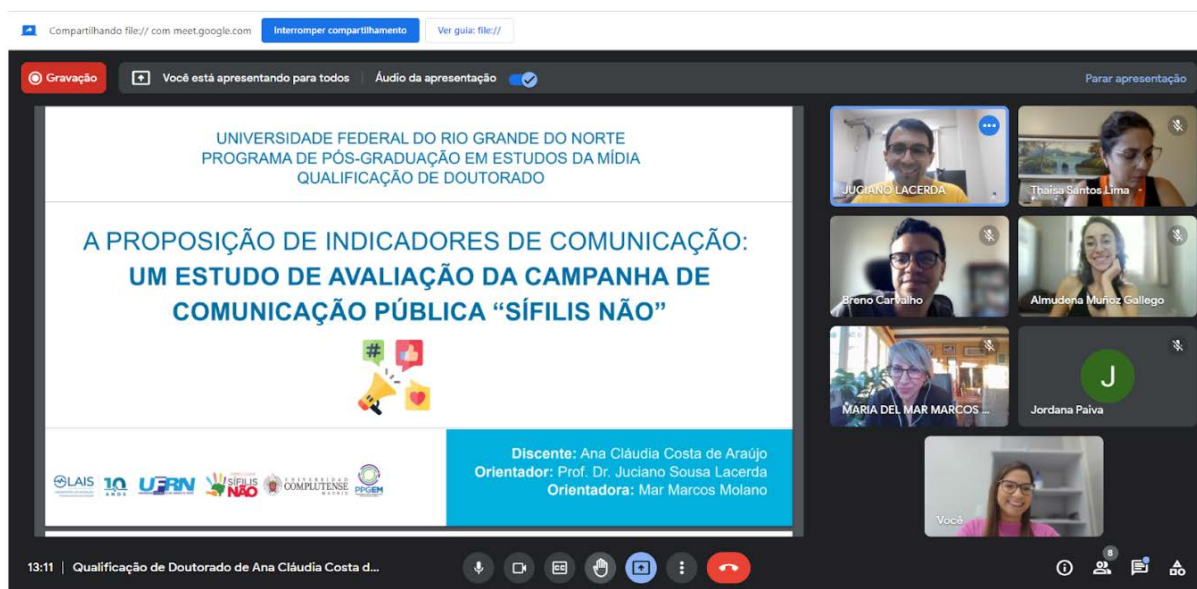 Compartilhando file:// com meet.google.com
Interromper compartilhamento
Ver guia: file://
Gravação
Você está apresentando para todos
Áudio da apresentação
Parar apresentação
UNIVERSIDADE FEDERAL DO RIO GRANDE DO NORTE
PROGRAMA DE PÓS-GRADUAÇÃO EM ESTUDOS DA MÍDIA
QUALIFICAÇÃO DE DOUTORADO
A PROPOSIÇÃO DE INDICADORES DE COMUNICAÇÃO:
UM ESTUDO DE AVALIAÇÃO DA CAMPANHA DE
COMUNICAÇÃO PÚBLICA “SÍFILIS NÃO”
#
Discente: Ana Cláudia Costa de Araújo
Orientador: Prof. Dr. Juciano Sousa Lacerda
Orientadora: Mar Marcos Molano
LAIS
10
ANOS
UFRN
SÍFILIS
NÃO
UNIVERSIDAD
COMPLUTENSE
MADRID
PPGEM
JUCIANO LACERDA
Thaisa Santos Lima
Breno Carvalho
Almudena Muñoz Gallego
MARIA DEL MAR MARCOS ...
J
Jordana Paiva
Você
13:11 | Qualificação de Doutorado de Ana Cláudia Costa d...
CC
8